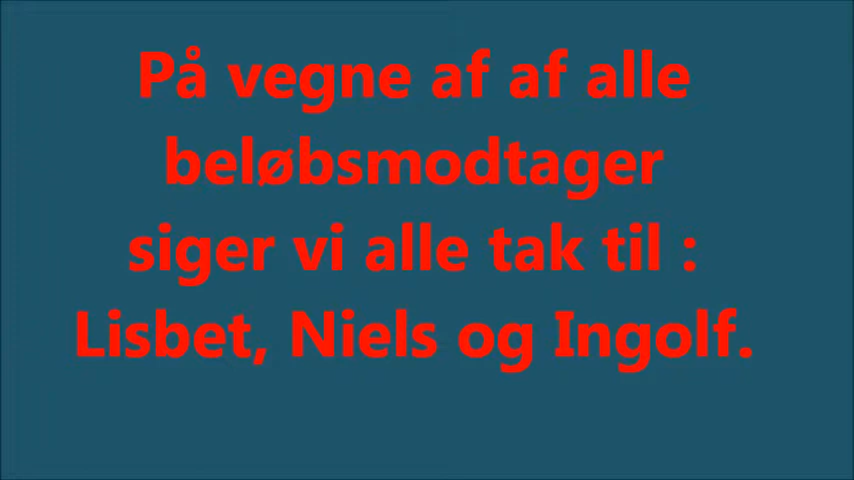 På vegne af af alle
beløbsmodtager
siger vi alle tak til :
Lisbet, Niels og Ingolf.